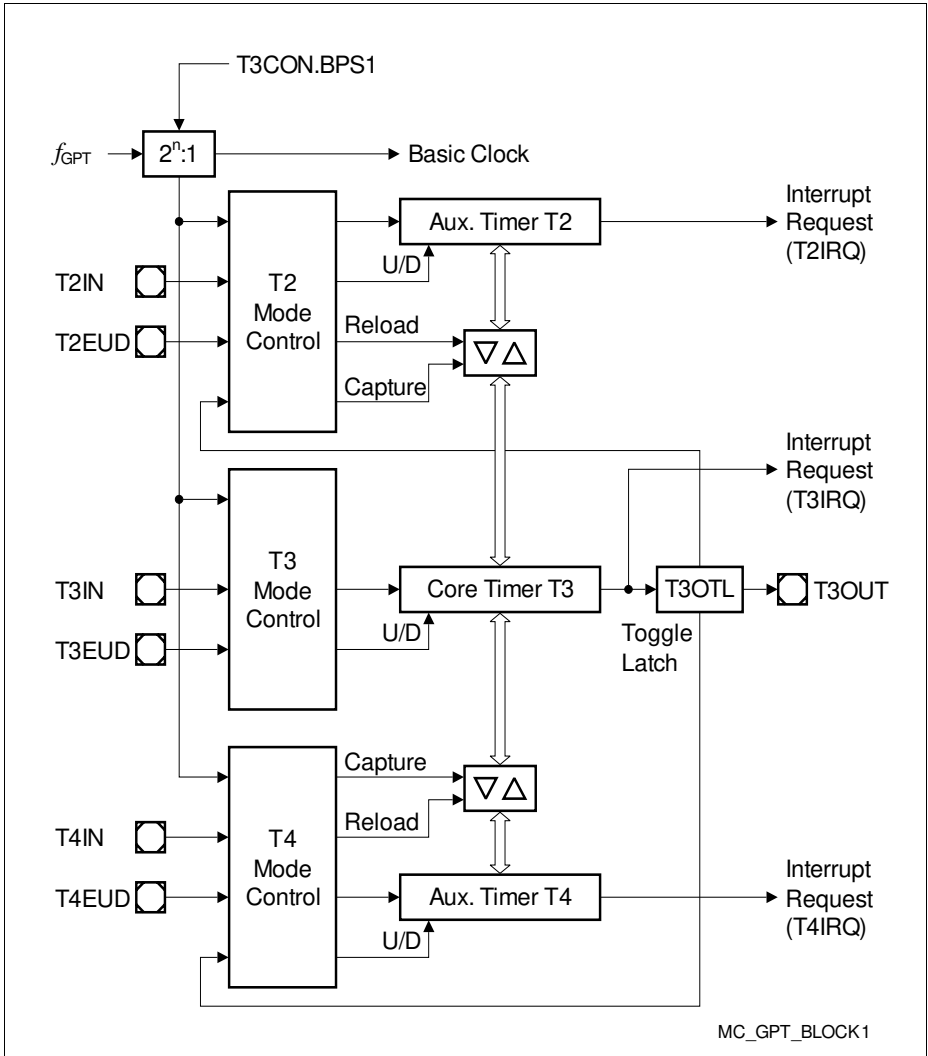 T3CON.BPS1
fGPT
2n:1
Basic Clock
Aux. Timer T2
Interrupt
Request
(T2IRQ)
U/D
T2IN
T2
Mode
Control
T2EUD
Reload
Capture
Interrupt
Request
(T3IRQ)
T3
Mode
Control
T3IN
Core Timer T3
T3OTL
T3OUT
U/D
T3EUD
Toggle
Latch
Capture
T4IN
Reload
T4
Mode
Control
T4EUD
Aux. Timer T4
Interrupt
Request
(T4IRQ)
U/D
MC_GPT_BLOCK1